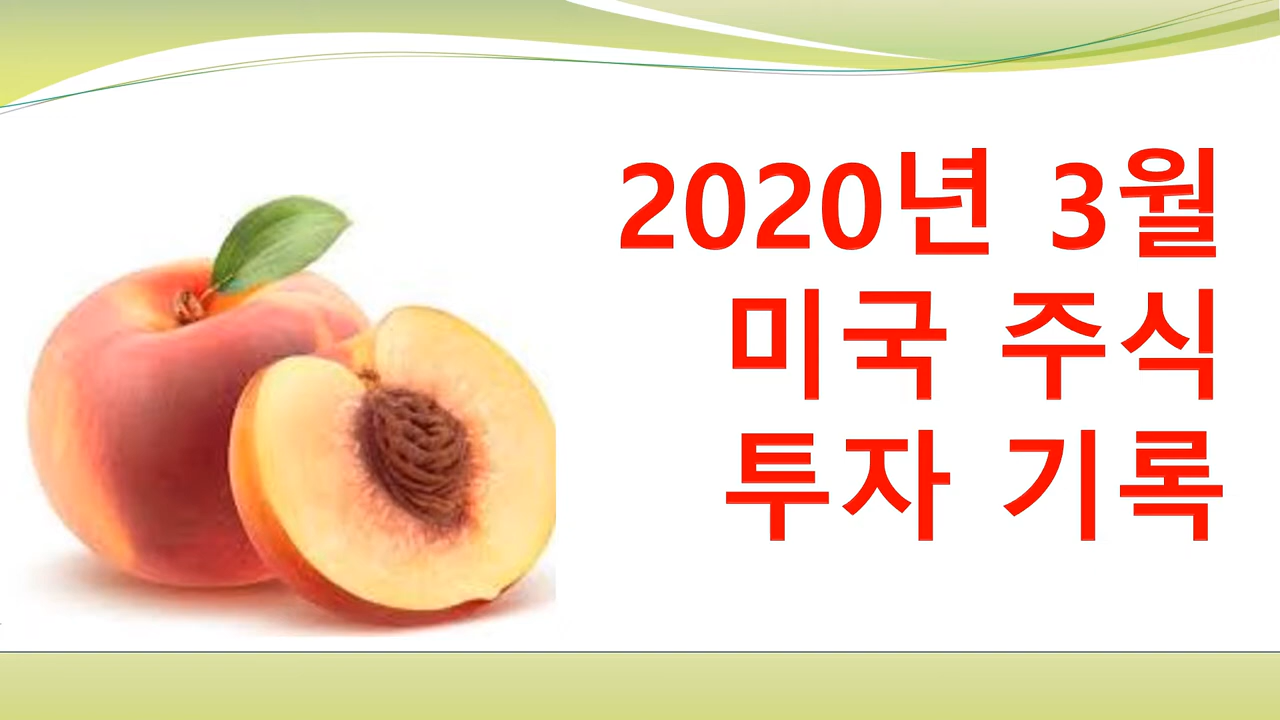 2020년 3월
미국 주식
투자 기록